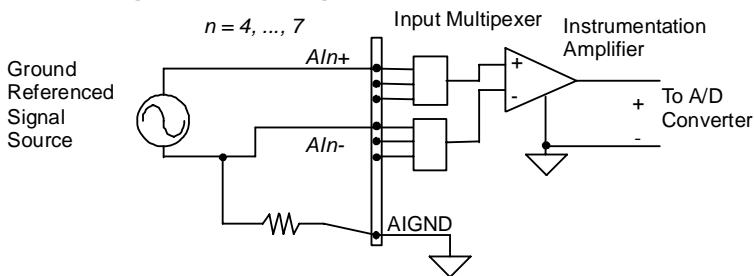 n = 4, ..., 7
Input Multipexer
Instrumentation
Amplifier
Ground
Referenced
Signal
Source
AIn+
AIn-
+
-
To A/D
Converter
+
-
AIGND